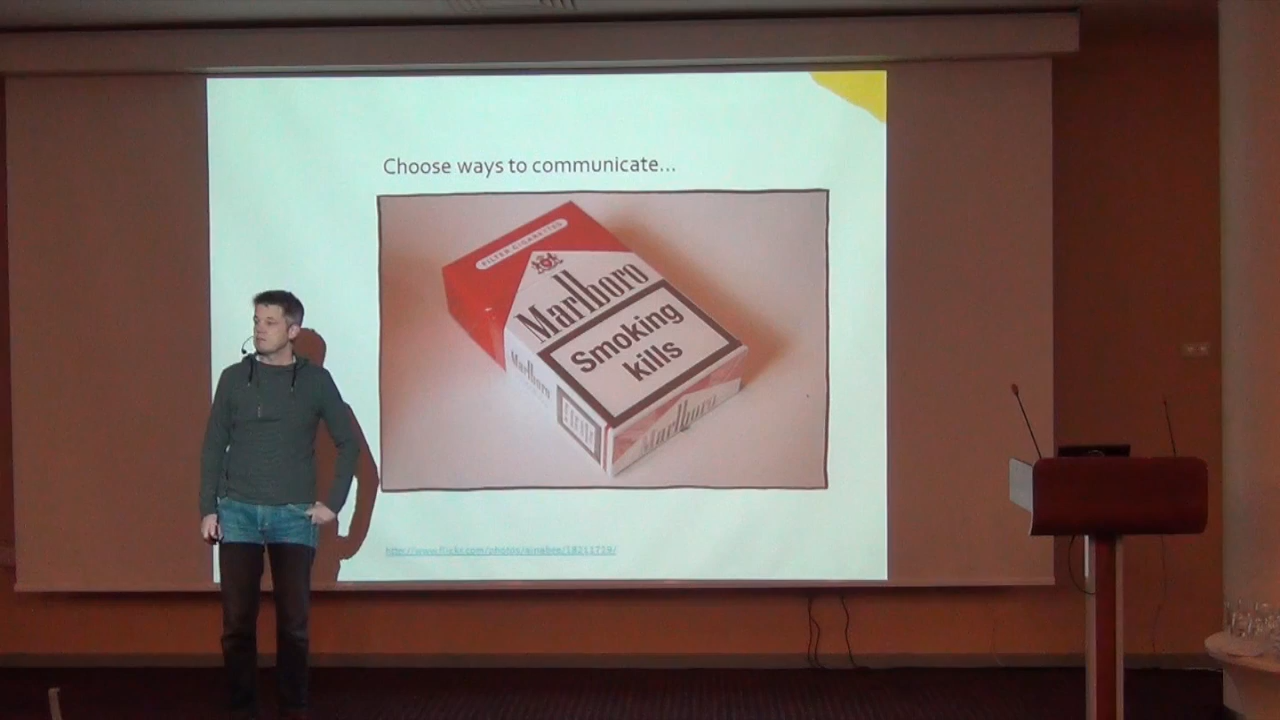 Choose ways to communicate...
FILTER CIGARETTES
Marlboro
Smoking
kills
Marlboro
Marlboro